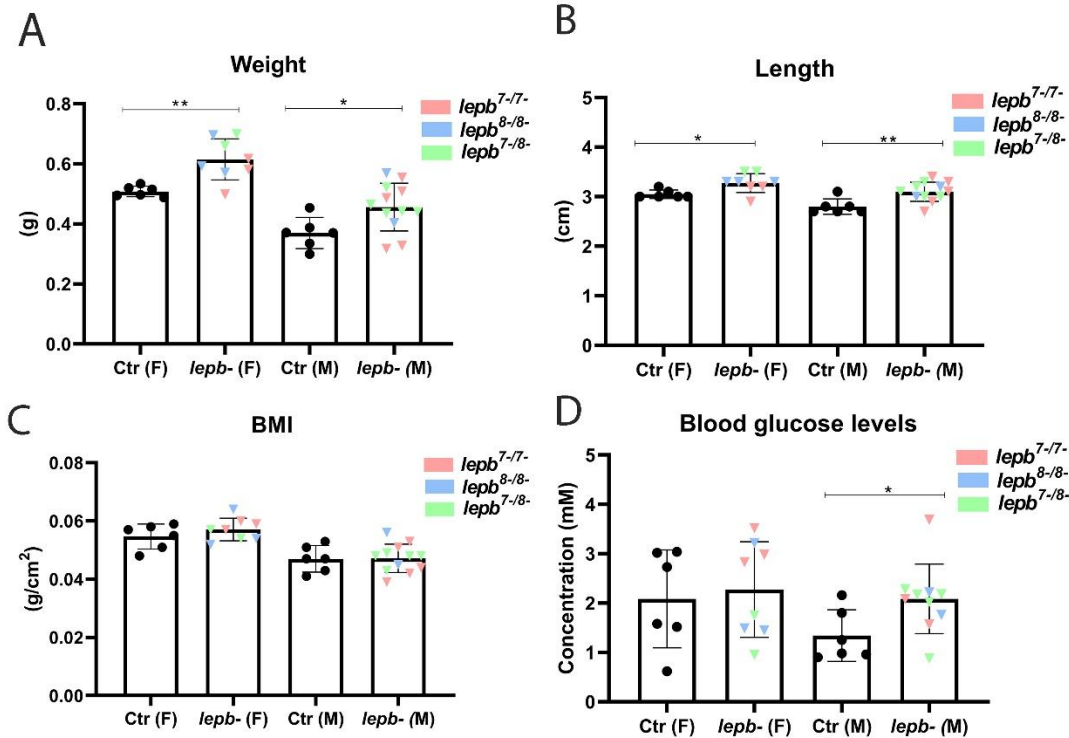 A
Weight
lepb7-/7-
lepb8-/8-
lepb7-/8-
**
*
0.8
0.6
0.4
0.2
0.0
(g)
Ctr (F)
lepb- (F)
Ctr (M)
lepb- (M)
B
Length
lepb7-/7-
lepb8-/8-
lepb7-/8-
*
**
5
4
3
2
1
0
(cm)
Ctr (F)
lepb- (F)
Ctr (M)
lepb- (M)
C
BMI
lepb7-/7-
lepb8-/8-
lepb7-/8-
0.08
0.06
0.04
0.02
0.00
(g/cm2)
Ctr (F)
lepb- (F)
Ctr (M)
lepb- (M)
D
Blood glucose levels
lepb7-/7-
lepb8-/8-
lepb7-/8-
*
5
4
3
2
1
0
Concentration (mM)
Ctr (F)
lepb- (F)
Ctr (M)
lepb- (M)